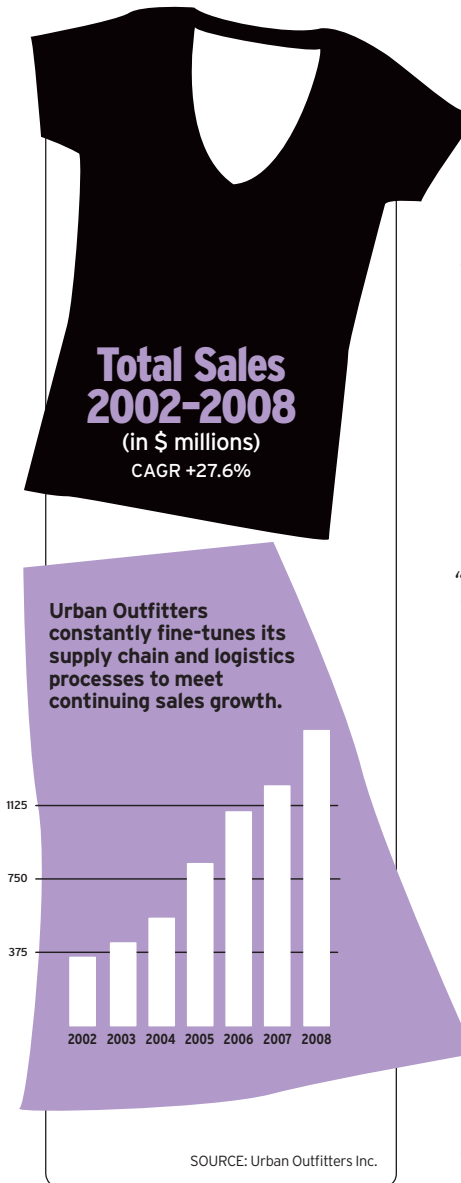 Total Sales
2002–2008
(in $ millions)
CAGR +27.6%
“
Urban Outfitters
constantly fine-tunes its
supply chain and logistics
processes to meet
continuing sales growth.
1125
750
375
2002 2003 2004 2005 2006 2007 2008
SOURCE: Urban Outfitters Inc.